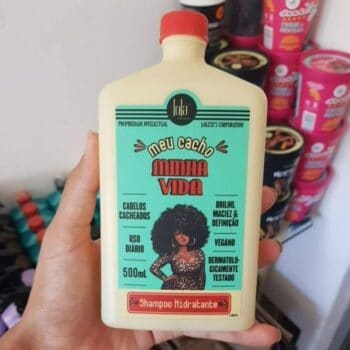 lola
PROPRIEDADE INTELECTUAL
LOLITE'S CORPORATION
meu cacho
MINHA
VIDA
CABELOS
CACHEADOS
USO
DIÁRIO
500mL
BRILHO,
MACIEZ &
DEFINIÇÃO
VEGANO
DERMATOLO-
GICAMENTE
TESTADO
Shampoo Hidratante